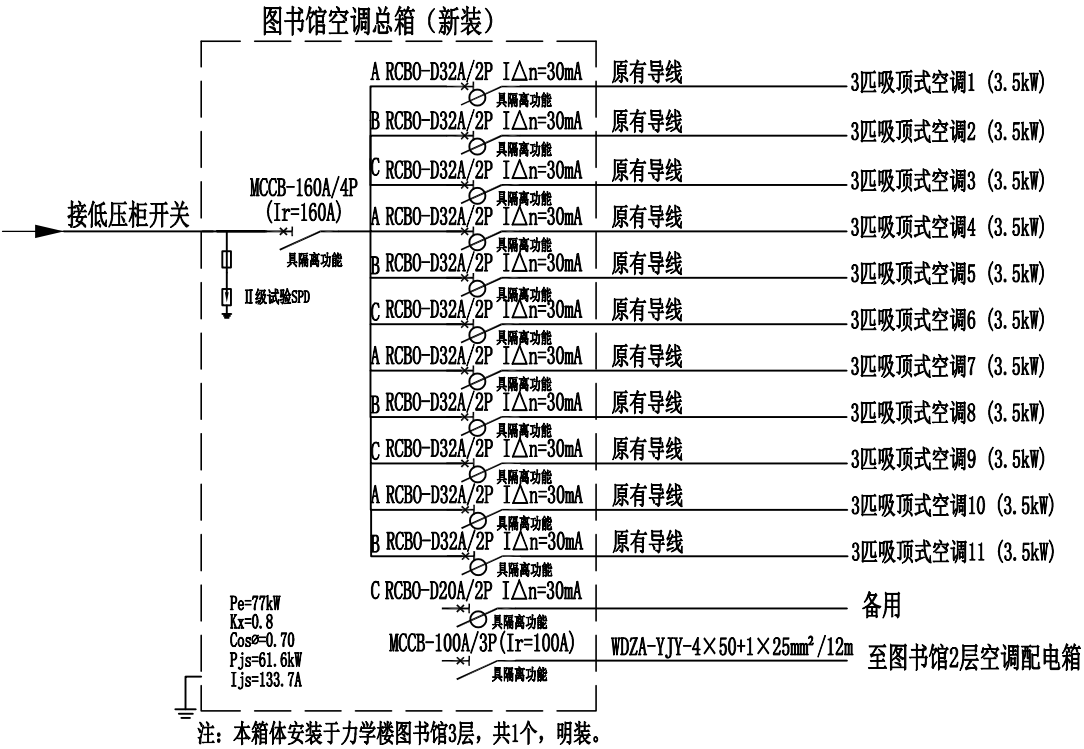 图书馆空调总箱（新装）
A RCBO-D32A/2P I△n=30mA 原有导线 3匹吸顶式空调1 (3.5kW)
具隔离功能
B RCBO-D32A/2P I△n=30mA 原有导线 3匹吸顶式空调2 (3.5kW)
具隔离功能
C RCBO-D32A/2P I△n=30mA 原有导线 3匹吸顶式空调3 (3.5kW)
具隔离功能
MCCB-160A/4P
(Ir=160A)
接低压柜开关
具隔离功能
A RCBO-D32A/2P I△n=30mA 原有导线 3匹吸顶式空调4 (3.5kW)
具隔离功能
B RCBO-D32A/2P I△n=30mA 原有导线 3匹吸顶式空调5 (3.5kW)
具隔离功能
Ⅱ级试验SPD
C RCBO-D32A/2P I△n=30mA 原有导线 3匹吸顶式空调6 (3.5kW)
具隔离功能
A RCBO-D32A/2P I△n=30mA 原有导线 3匹吸顶式空调7 (3.5kW)
具隔离功能
B RCBO-D32A/2P I△n=30mA 原有导线 3匹吸顶式空调8 (3.5kW)
具隔离功能
C RCBO-D32A/2P I△n=30mA 原有导线 3匹吸顶式空调9 (3.5kW)
具隔离功能
A RCBO-D32A/2P I△n=30mA 原有导线 3匹吸顶式空调10 (3.5kW)
具隔离功能
B RCBO-D32A/2P I△n=30mA 原有导线 3匹吸顶式空调11 (3.5kW)
具隔离功能
C RCBO-D20A/2P I△n=30mA 备用
具隔离功能
MCCB-100A/3P(Ir=100A) WDZA-YJY-4×50+1×25mm²/12m 至图书馆2层空调配电箱
具隔离功能
Pe=77kW
Kx=0.8
Cosø=0.70
Pjs=61.6kW
Ijs=133.7A
注：本箱体安装于力学楼图书馆3层，共1个，明装。